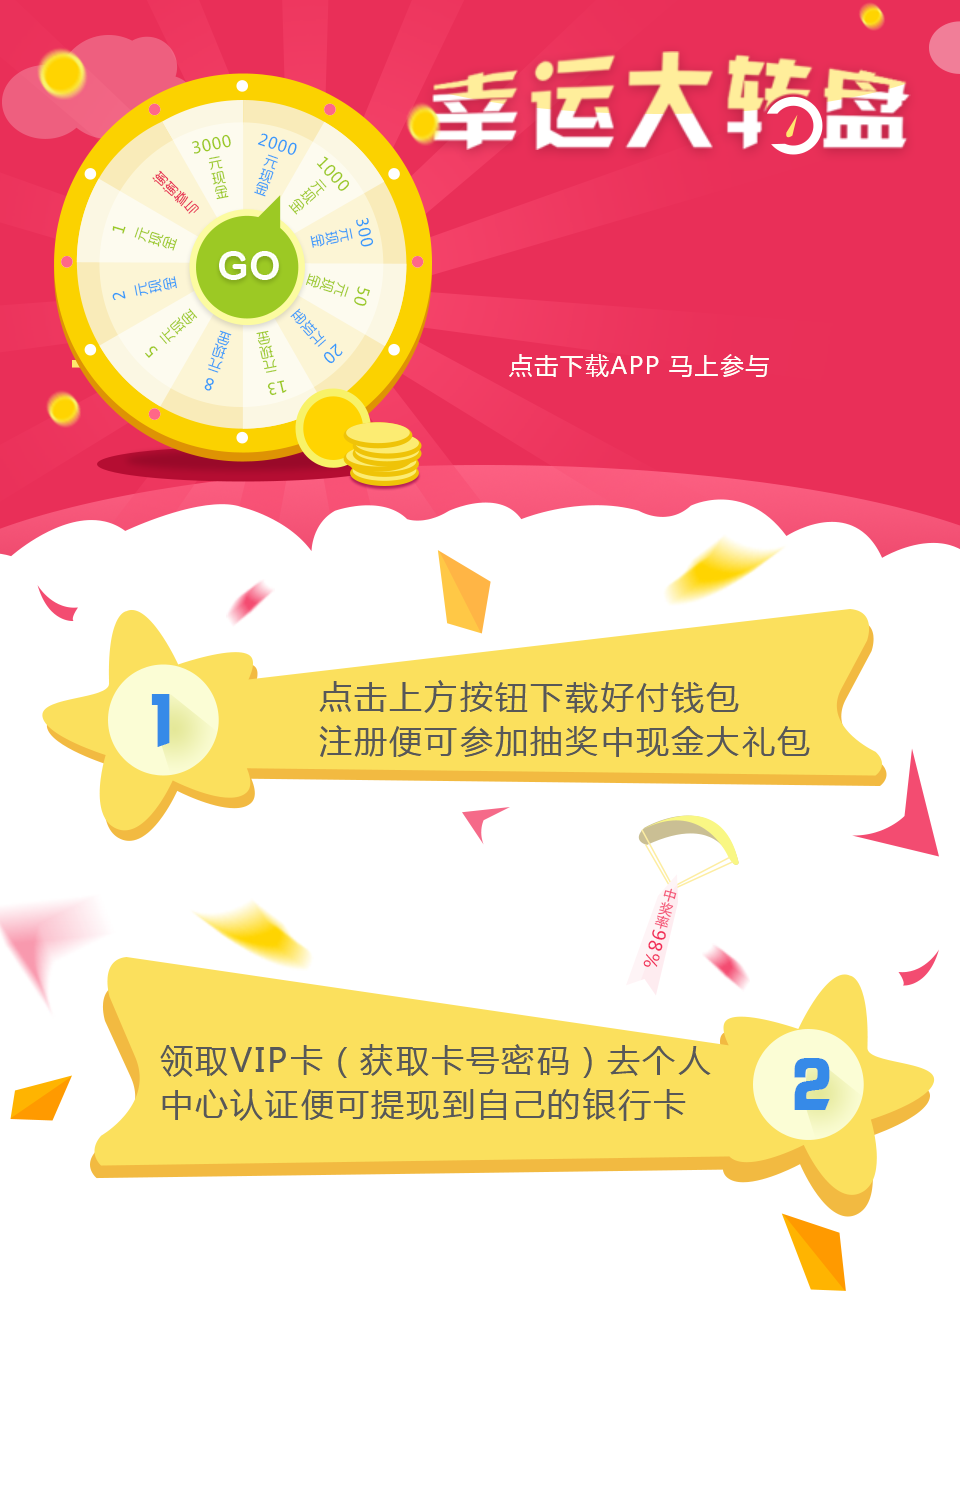 幸运大转盘
3000
元现金
2000
元现金
1000
元现金
300
元现金
50
元现金
20
元现金
13
元现金
8
元现金
5
元现金
2
元现金
1
元现金
谢谢参与
GO
点击下载APP 马上参与
1
点击上方按钮下载好付钱包
注册便可参加抽奖中现金大礼包
中奖率98%
领取VIP卡（获取卡号密码）去个人
中心认证便可提现到自己的银行卡
2